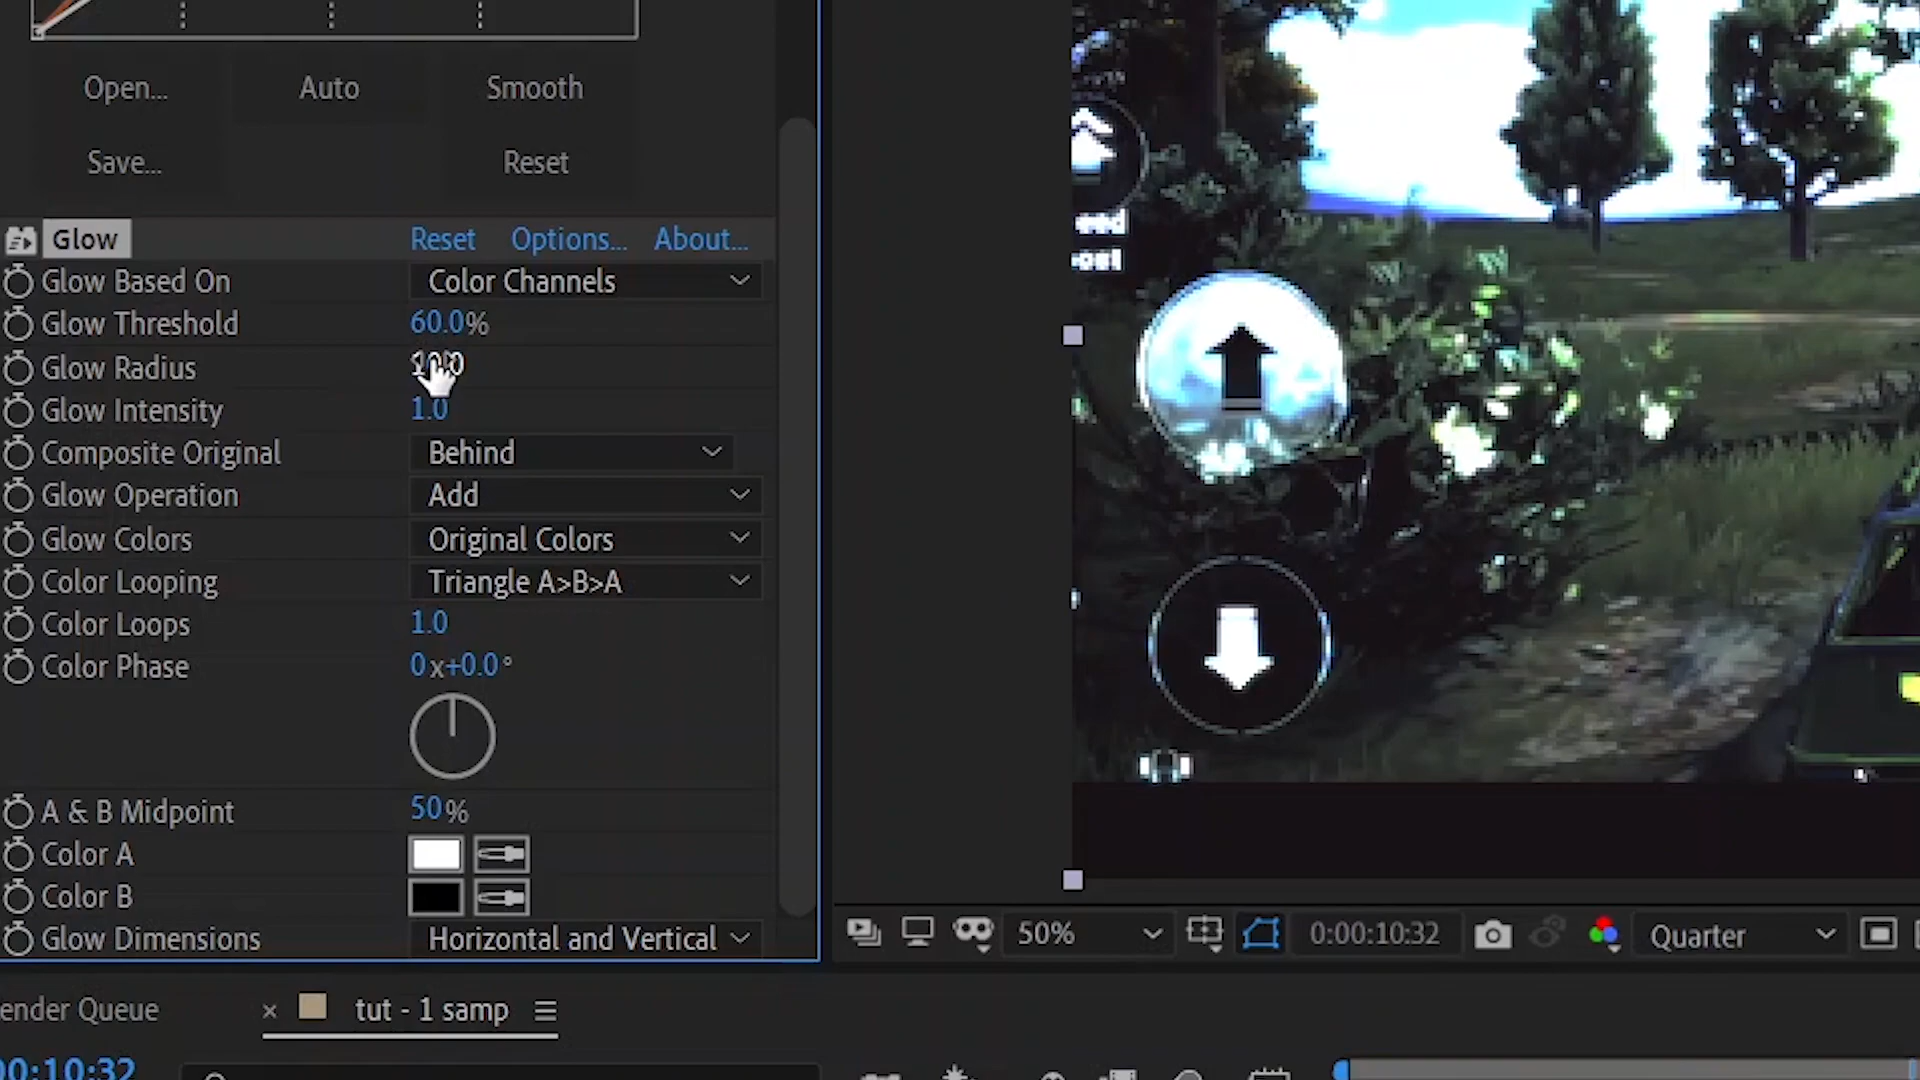 Open...
Auto
Smooth
Save...
Reset
Glow
Reset
Options...
About...
Glow Based On
Color Channels
Glow Threshold
60.0%
Glow Radius
Glow Intensity
1.0
Composite Original
Behind
Glow Operation
Add
Glow Colors
Original Colors
Color Looping
Triangle A>B>A
Color Loops
1.0
Color Phase
0x+0.0°
A & B Midpoint
50%
Color A
Color B
Glow Dimensions
Horizontal and Vertical
50%
0:00:10:32
Quarter
ender Queue
× tut - 1 samp
00:10:32